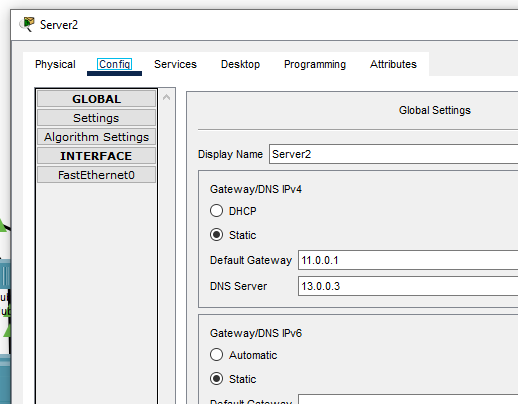 Server2
Physical Config Services Desktop Programming Attributes
GLOBAL
Settings
Algorithm Settings
INTERFACE
FastEthernet0
Global Settings
Display Name Server2
Gateway/DNS IPv4
DHCP
Static
Default Gateway 11.0.0.1
DNS Server 13.0.0.3
Gateway/DNS IPv6
Automatic
Static
Default Gateway